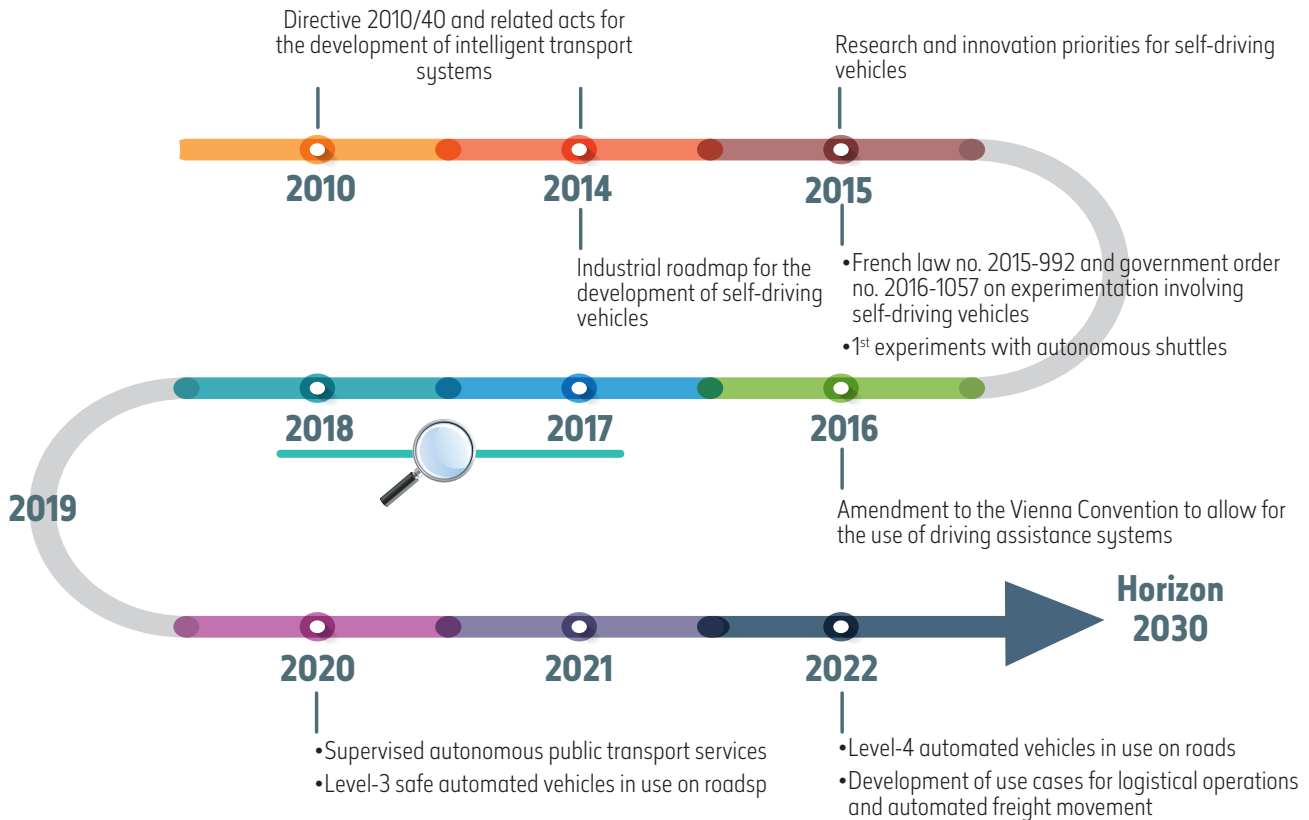 Directive 2010/40 and related acts for
the development of intelligent transport
systems
Research and innovation priorities for self-driving
vehicles
2010
2014
2015
Industrial roadmap for the
development of self-driving
vehicles
•French law no. 2015-992 and government order
no. 2016-1057 on experimentation involving
self-driving vehicles
•1st experiments with autonomous shuttles
2018
2017
2016
2019
Amendment to the Vienna Convention to allow for
the use of driving assistance systems
Horizon
2030
2020
2021
2022
•Supervised autonomous public transport services
•Level-3 safe automated vehicles in use on roadsp
•Level-4 automated vehicles in use on roads
•Development of use cases for logistical operations
and automated freight movement